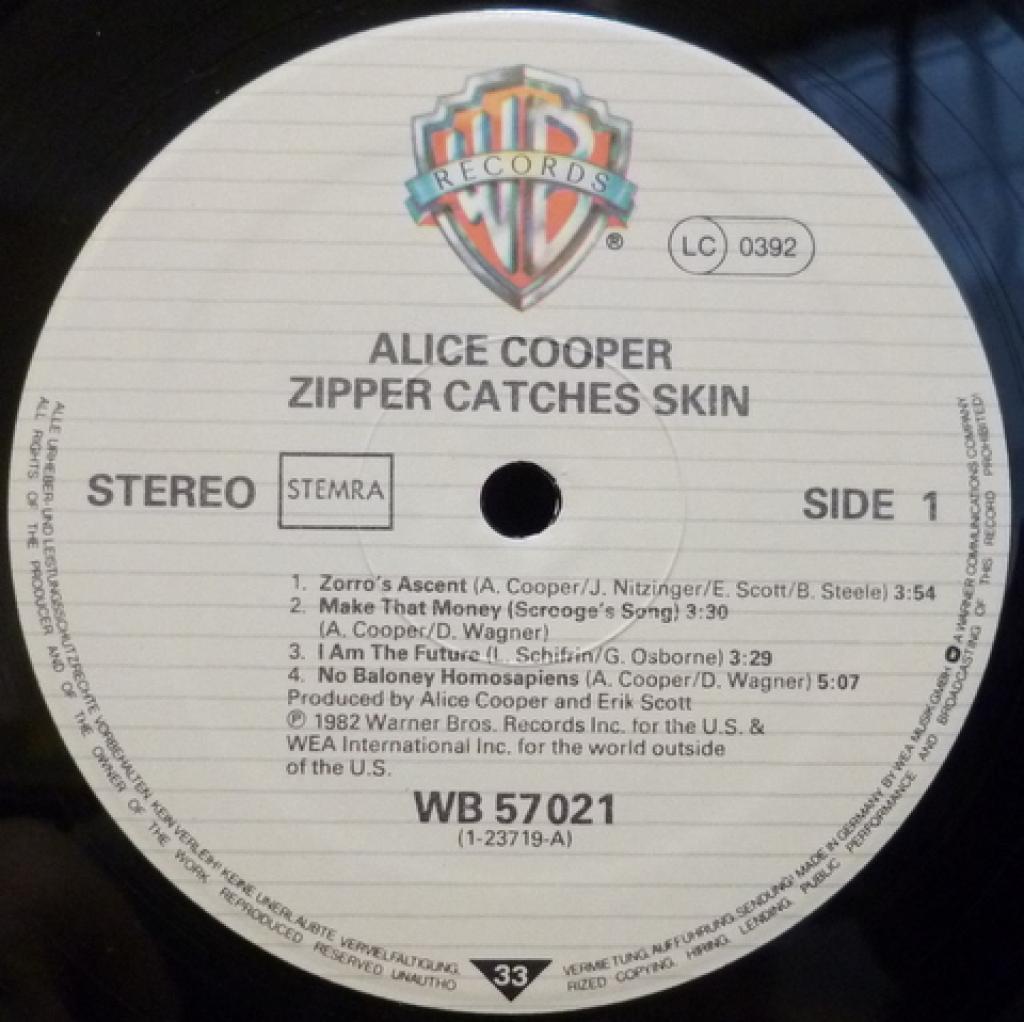 WB
RECORDS
®
LC 0392
ALICE COOPER
ZIPPER CATCHES SKIN
STEREO STEMRA SIDE 1
1. Zorro's Ascent (A. Cooper/J. Nitzinger/E. Scott/B. Steele) 3:54
2. Make That Money (Scrooge's Song) 3:30
(A. Cooper/D. Wagner)
3. I Am The Future (L. Schifrin/G. Osborne) 3:29
4. No Baloney Homosapiens (A. Cooper/D. Wagner) 5:07
Produced by Alice Cooper and Erik Scott
℗ 1982 Warner Bros. Records Inc. for the U.S. &
WEA International Inc. for the world outside
of the U.S.
WB 57021
(1-23719-A)
33
ALLE URHEBER- UND LEISTUNGSSCHUTZRECHTE VORBEHALTEN. KEIN VERLEIH! KEINE UNERLAUBTE VERVIELFÄLTIGUNG, VERMIETUNG, AUFFÜHRUNG, SENDUNG! MADE IN GERMANY BY WEA MUSIK GMBH A WARNER COMMUNICATIONS COMPANY
ALL RIGHTS OF THE PRODUCER AND OF THE OWNER OF THE WORK REPRODUCED RESERVED UNAUTHORIZED COPYING, HIRING, LENDING, PUBLIC PERFORMANCE AND BROADCASTING OF THIS RECORD PROHIBITED!